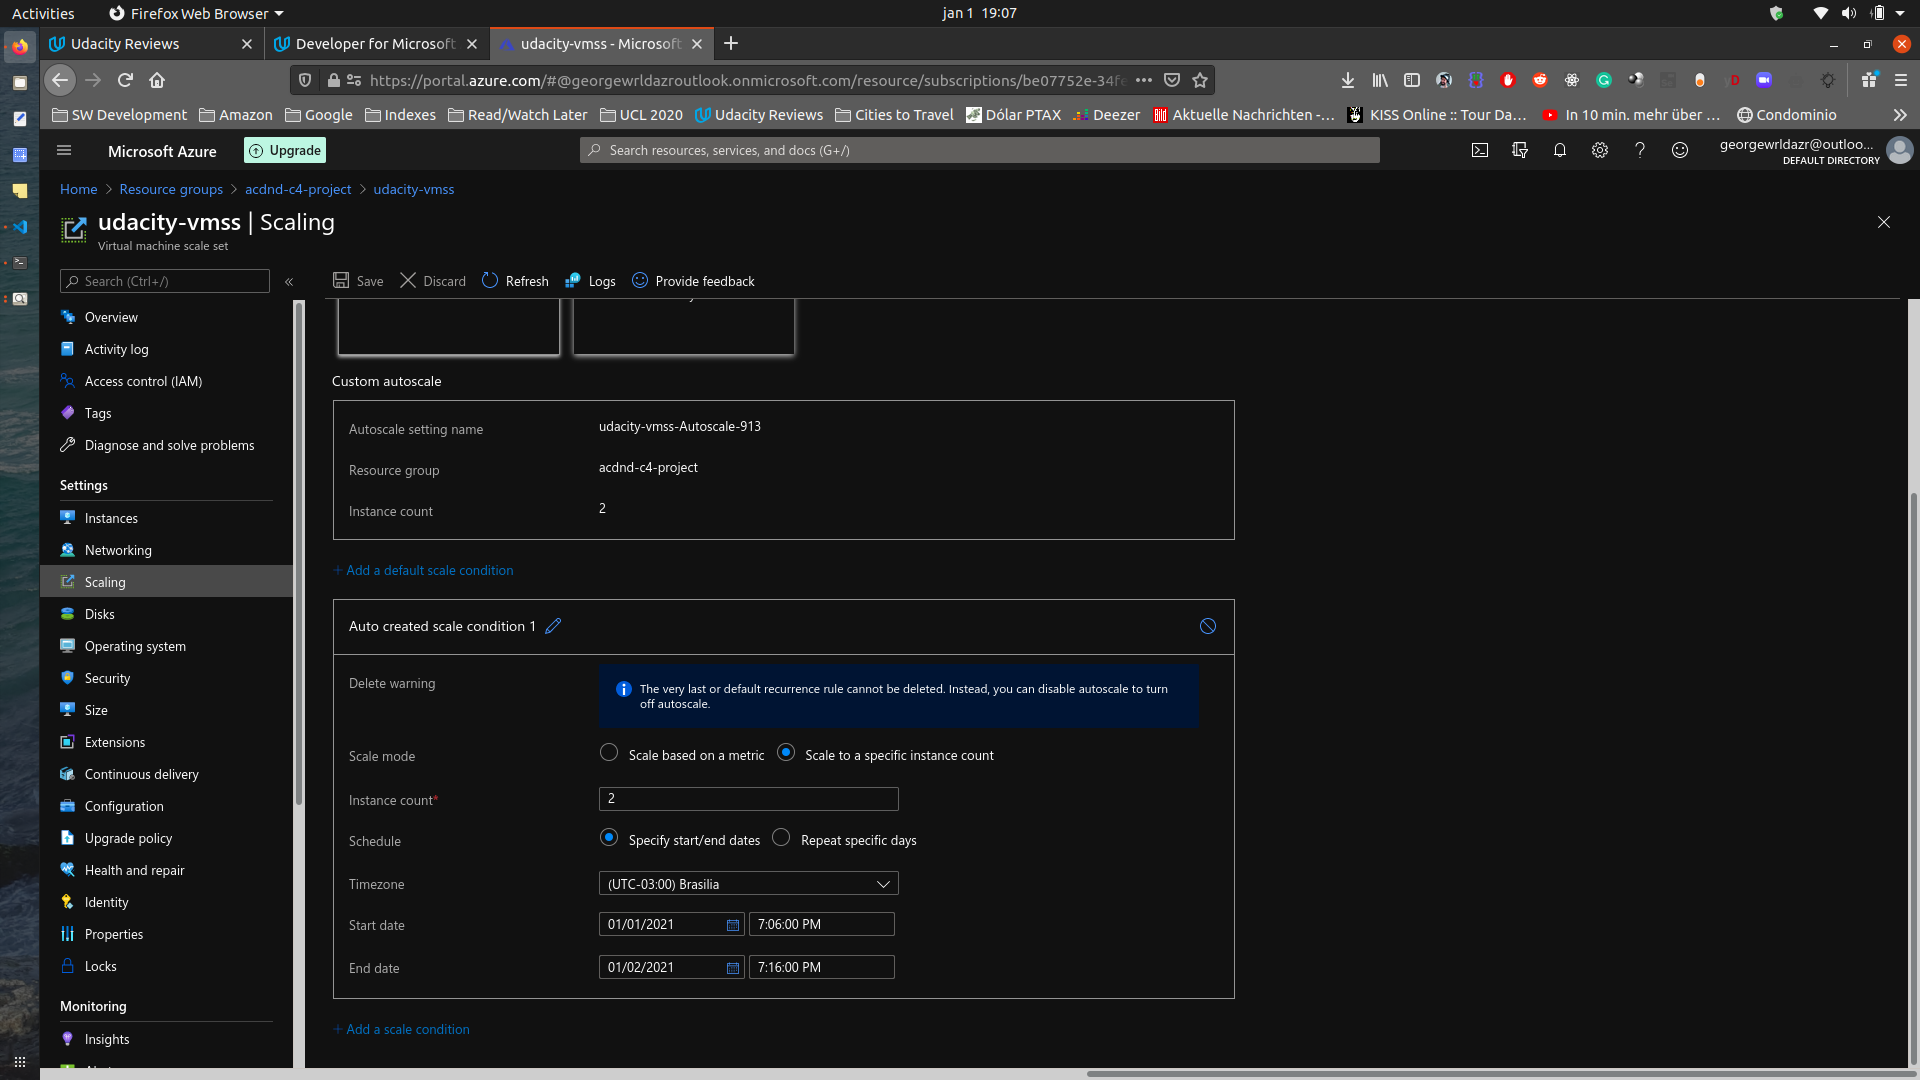 Activities Firefox Web Browser jan 1 19:07
Udacity Reviews Developer for Microsoft udacity-vmss - Microsoft
https://portal.azure.com/#@georgewrldazroutlook.onmicrosoft.com/resource/subscriptions/be07752e-34fe
SW Development Amazon Google Indexes Read/Watch Later UCL 2020 Udacity Reviews Cities to Travel Dólar PTAX Deezer Aktuelle Nachrichten -... KISS Online :: Tour Da... In 10 min. mehr über ... Condominio
Microsoft Azure Upgrade Search resources, services, and docs (G+/) georgewrldazr@outloo...
DEFAULT DIRECTORY
Home > Resource groups > acdnd-c4-project > udacity-vmss
udacity-vmss | Scaling
Virtual machine scale set
Search (Ctrl+/) « Save Discard Refresh Logs Provide feedback
Overview
Activity log
Access control (IAM)
Tags
Diagnose and solve problems
Settings
Instances
Networking
Scaling
Disks
Operating system
Security
Size
Extensions
Continuous delivery
Configuration
Upgrade policy
Health and repair
Identity
Properties
Locks
Monitoring
Insights
Custom autoscale
Autoscale setting name udacity-vmss-Autoscale-913
Resource group acdnd-c4-project
Instance count 2
+ Add a default scale condition
Auto created scale condition 1
Delete warning The very last or default recurrence rule cannot be deleted. Instead, you can disable autoscale to turn
off autoscale.
Scale mode Scale based on a metric Scale to a specific instance count
Instance count* 2
Schedule Specify start/end dates Repeat specific days
Timezone (UTC-03:00) Brasilia
Start date 01/01/2021 7:06:00 PM
End date 01/02/2021 7:16:00 PM
+ Add a scale condition